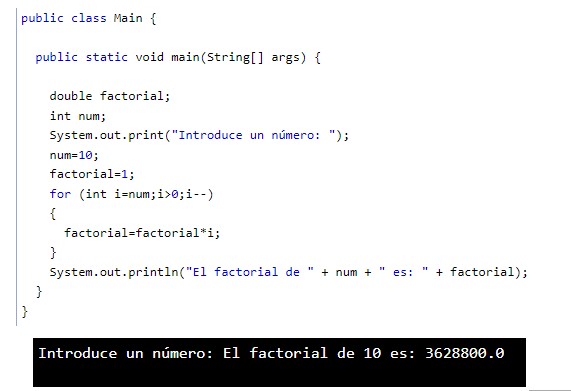 public class Main {
public static void main(String[] args) {
double factorial;
int num;
System.out.print("Introduce un número: ");
num=10;
factorial=1;
for (int i=num;i>0;i--)
{
factorial=factorial*i;
}
System.out.println("El factorial de " + num + " es: " + factorial);
}
}
Introduce un número: El factorial de 10 es: 3628800.0